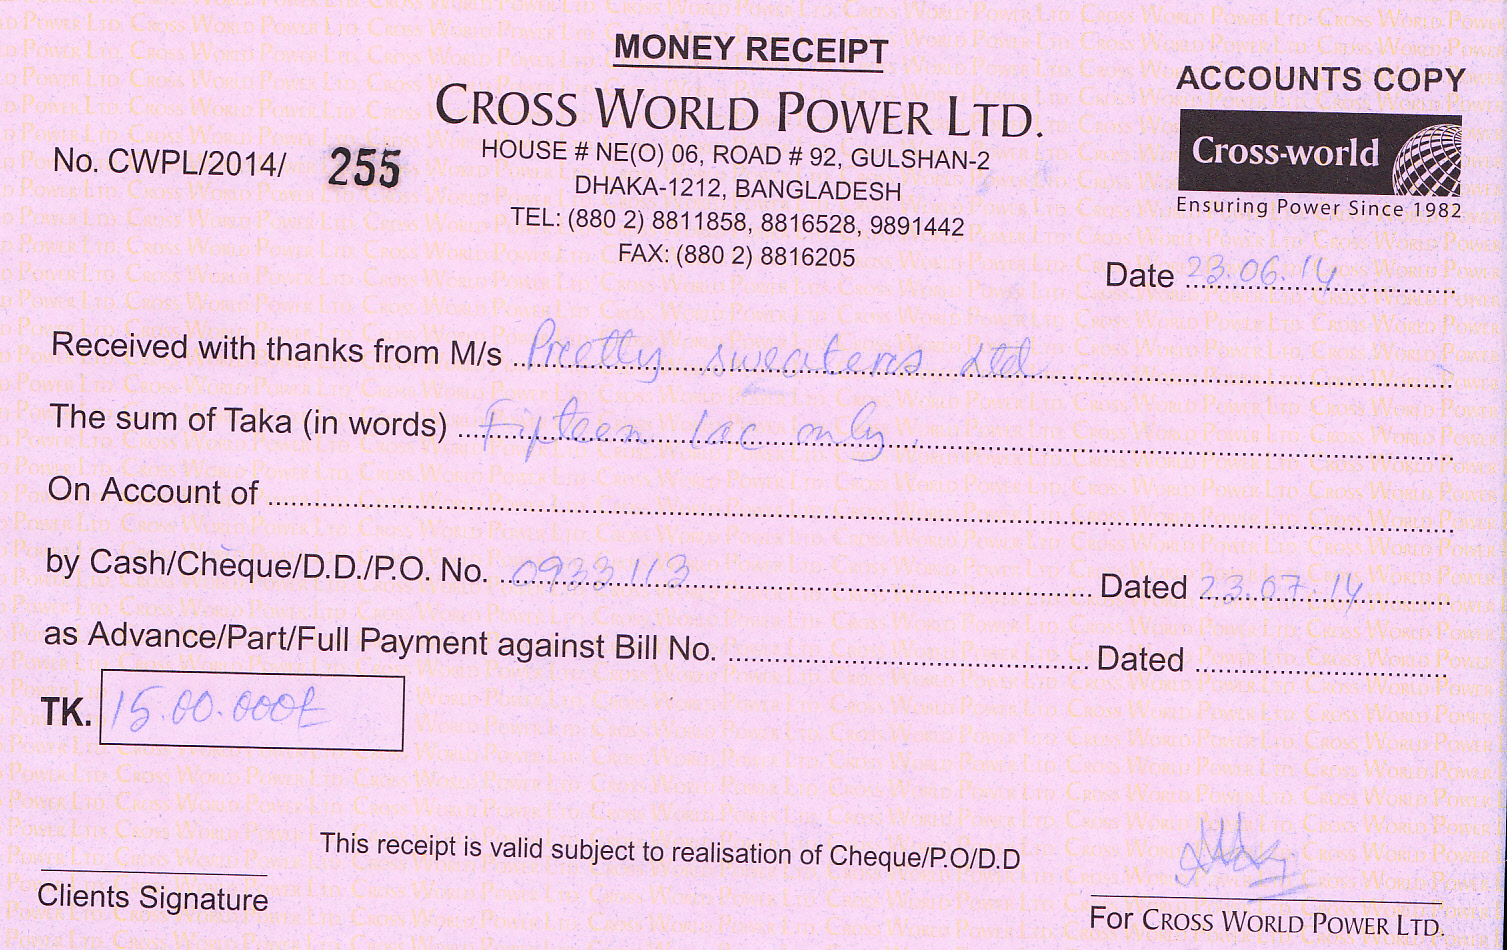 MONEY RECEIPT
ACCOUNTS COPY
CROSS WORLD POWER LTD.
Cross-world
Ensuring Power Since 1982
No. CWPL/2014/ 255
HOUSE # NE(O) 06, ROAD # 92, GULSHAN-2
DHAKA-1212, BANGLADESH
TEL: (880 2) 8811858, 8816528, 9891442
FAX: (880 2) 8816205
Date 23.06.14
Received with thanks from M/s Pretty sweaters Ltd
The sum of Taka (in words) Fifteen lac only.
On Account of
by Cash/Cheque/D.D./P.O. No. 0933113 Dated 23.07.14
as Advance/Part/Full Payment against Bill No. Dated
TK. 15.00.000/-
This receipt is valid subject to realisation of Cheque/P.O/D.D
Clients Signature
For CROSS WORLD POWER LTD.